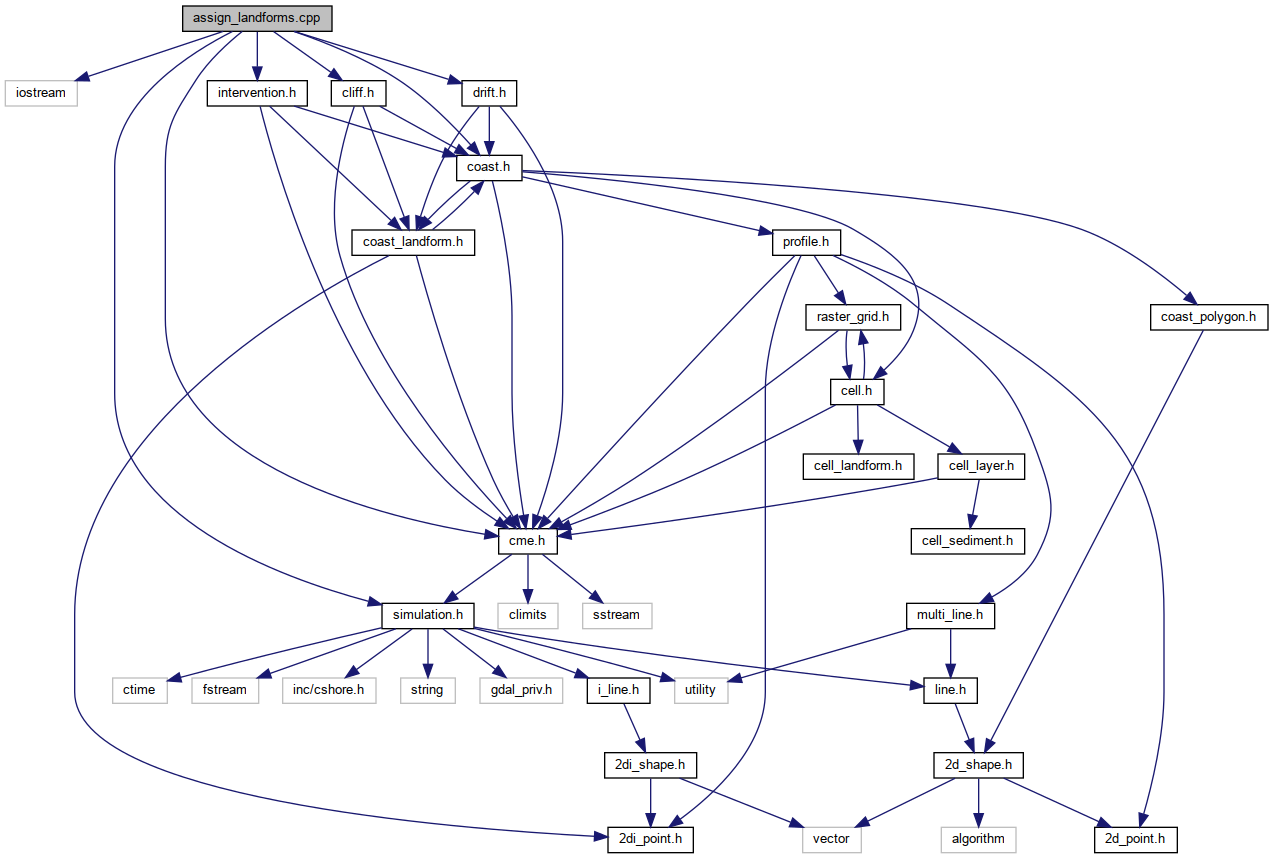 assign_landforms.cpp
iostream
intervention.h
cliff.h
drift.h
coast.h
coast_landform.h
profile.h
raster_grid.h
coast_polygon.h
cell.h
cell_landform.h
cell_layer.h
cme.h
cell_sediment.h
simulation.h
climits
sstream
multi_line.h
ctime
fstream
inc/cshore.h
string
gdal_priv.h
i_line.h
utility
line.h
2di_shape.h
2d_shape.h
2di_point.h
vector
algorithm
2d_point.h